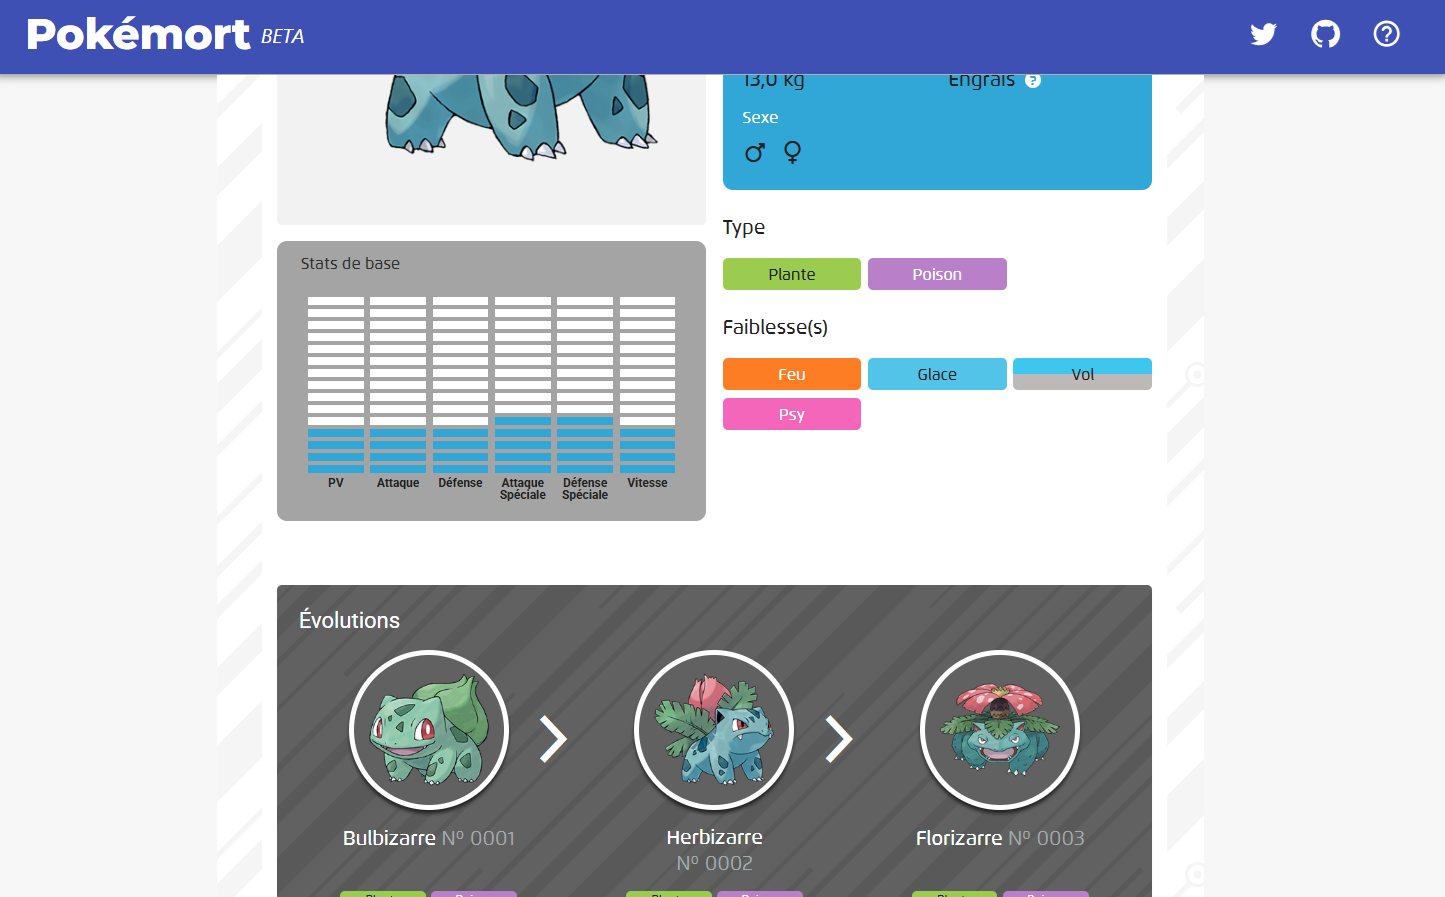 Pokémort BETA
13,0 kg Engrais ?
Sexe
Type
Plante Poison
Faiblesse(s)
Feu Glace Vol
Psy
Stats de base
PV Attaque Défense Attaque Spéciale Défense Spéciale Vitesse
Évolutions
Bulbizarre Nº 0001
Herbizarre
Nº 0002
Florizarre Nº 0003